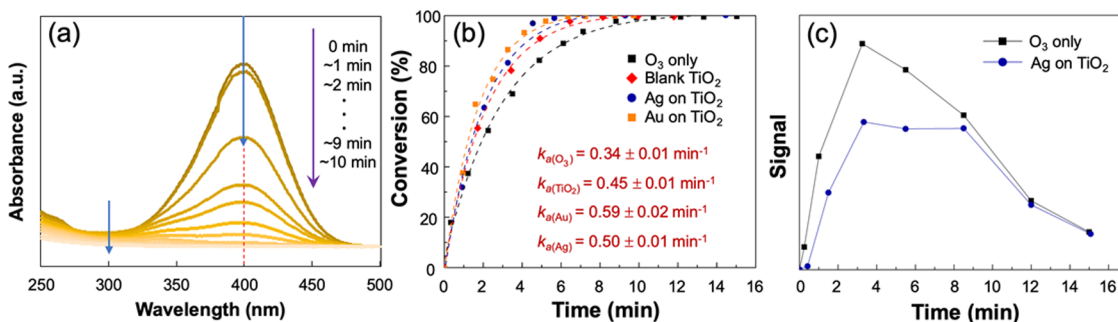 (a)
0 min
~1 min
~2 min
~9 min
~10 min
Absorbance (a.u.)
250 300 350 400 450 500
Wavelength (nm)
(b)
100
80
60
40
20
0
Conversion (%)
O₃ only
Blank TiO₂
Ag on TiO₂
Au on TiO₂
kₐ(O₃) = 0.34 ± 0.01 min⁻¹
kₐ(TiO₂) = 0.45 ± 0.01 min⁻¹
kₐ(Au) = 0.59 ± 0.02 min⁻¹
kₐ(Ag) = 0.50 ± 0.01 min⁻¹
0 2 4 6 8 10 12 14 16
Time (min)
(c)
O₃ only
Ag on TiO₂
Signal
0 2 4 6 8 10 12 14 16
Time (min)